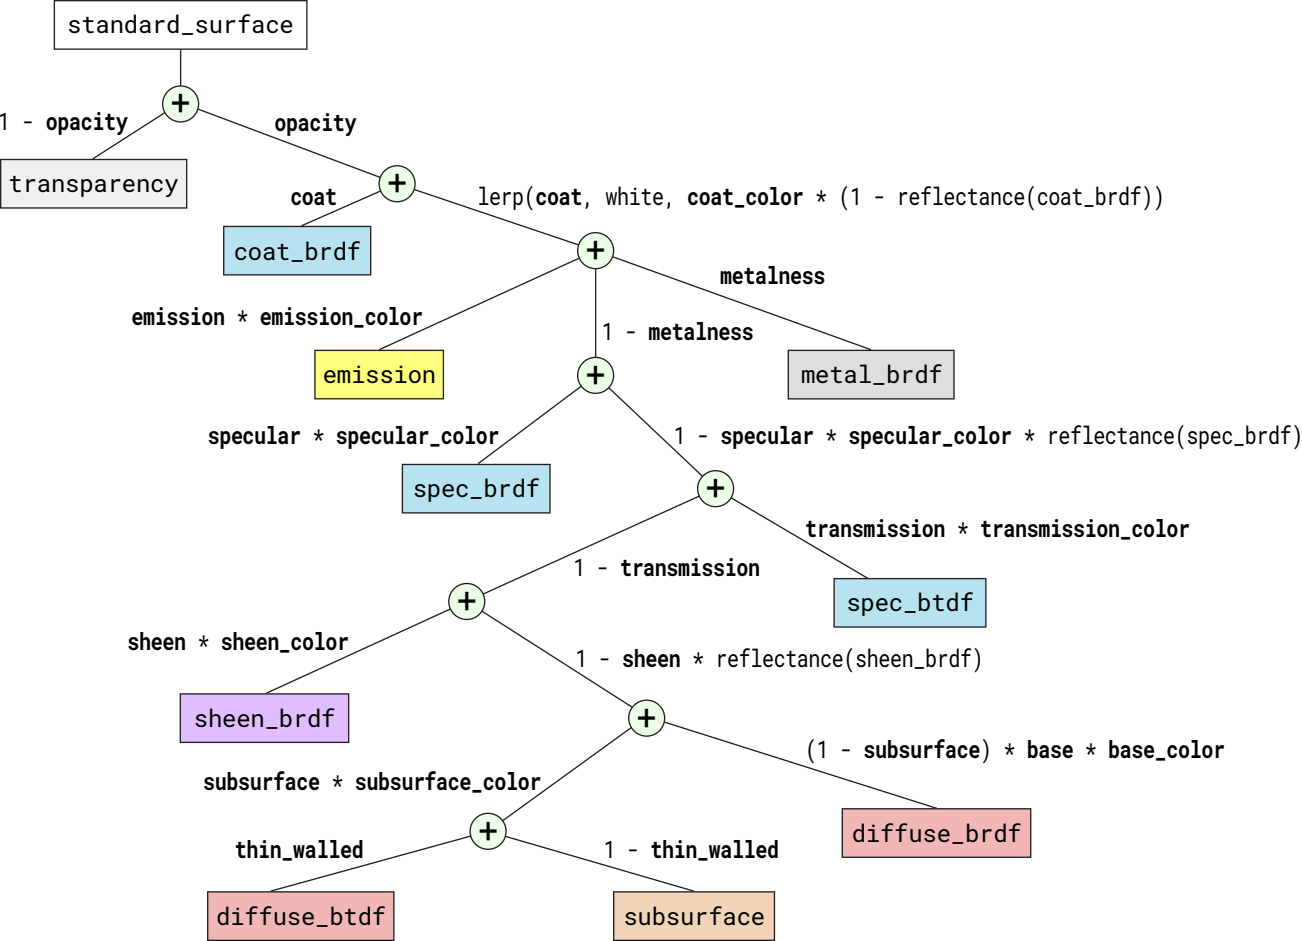 standard_surface
1 - opacity
opacity
transparency
coat
lerp(coat, white, coat_color * (1 - reflectance(coat_brdf))
coat_brdf
metalness
emission * emission_color
1 - metalness
emission
metal_brdf
specular * specular_color
1 - specular * specular_color * reflectance(spec_brdf)
spec_brdf
transmission * transmission_color
1 - transmission
spec_btdf
sheen * sheen_color
1 - sheen * reflectance(sheen_brdf)
sheen_brdf
(1 - subsurface) * base * base_color
subsurface * subsurface_color
diffuse_brdf
thin_walled
1 - thin_walled
diffuse_btdf
subsurface